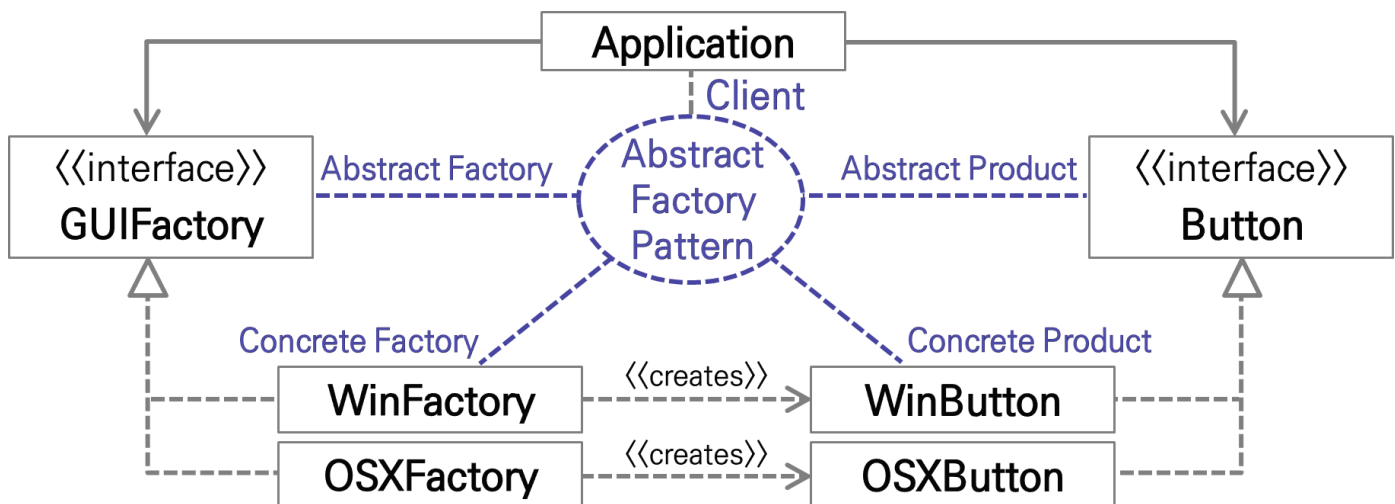 Application
Client
〈〈interface〉〉
GUIFactory
Abstract Factory
Abstract
Factory
Pattern
Abstract Product
〈〈interface〉〉
Button
Concrete Factory
Concrete Product
WinFactory
〈〈creates〉〉
WinButton
OSXFactory
〈〈creates〉〉
OSXButton